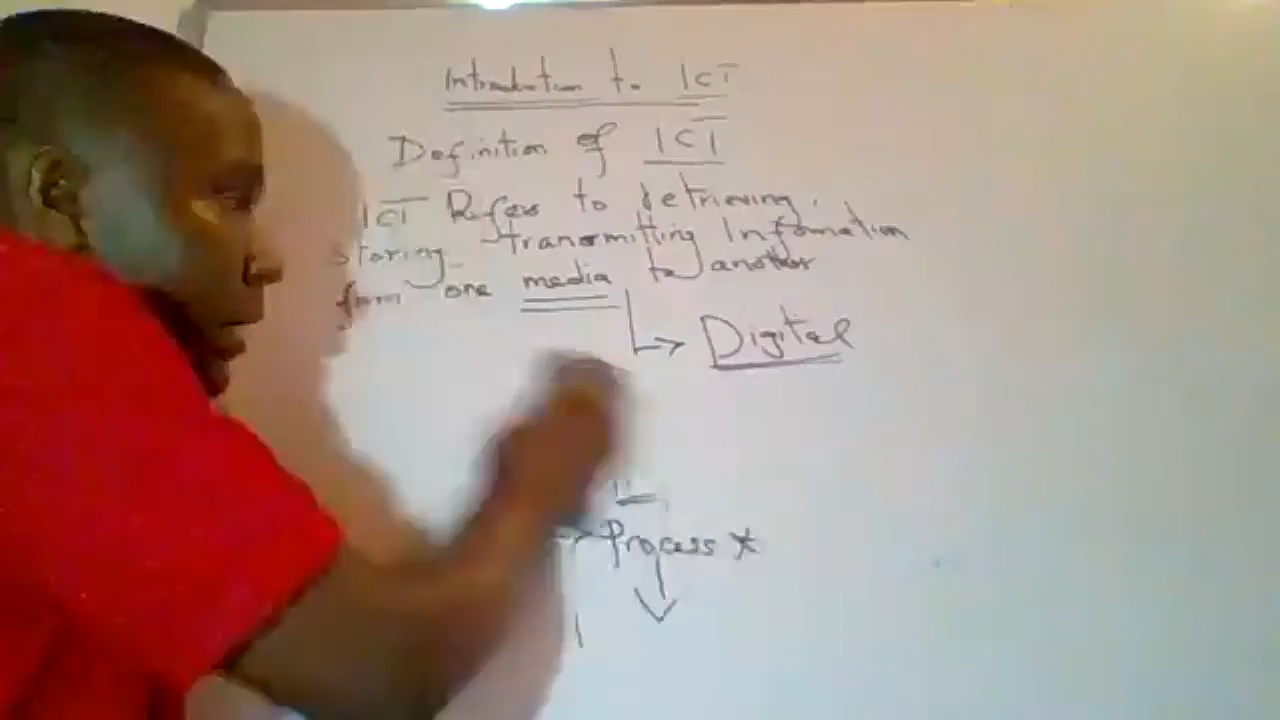 Introduction to ICT
Definition of ICT
ICT Refers to retrieving,
storing transmitting Information
form one media to another
Digital
Process *